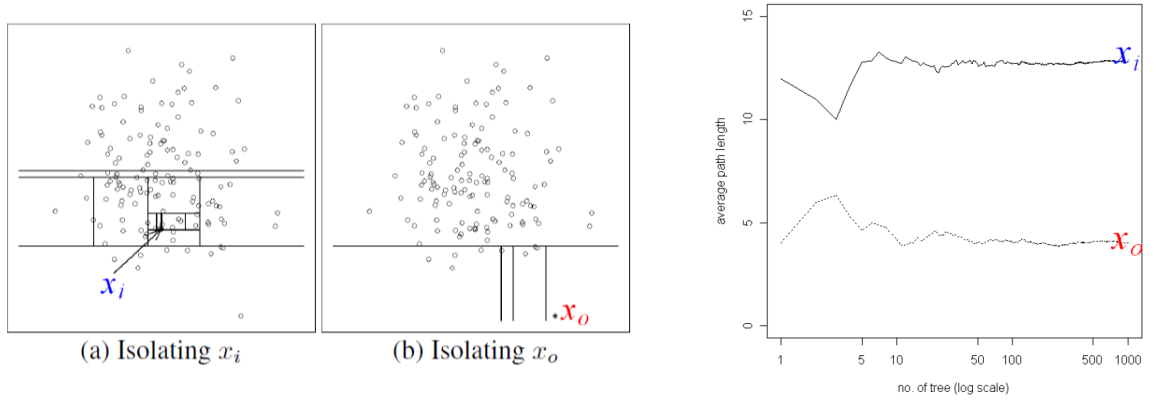 x_i
(a) Isolating x_i
x_o
(b) Isolating x_o
average path length
15
10
5
0
x_i
x_o
1 5 10 50 100 500 1000
no. of tree (log scale)